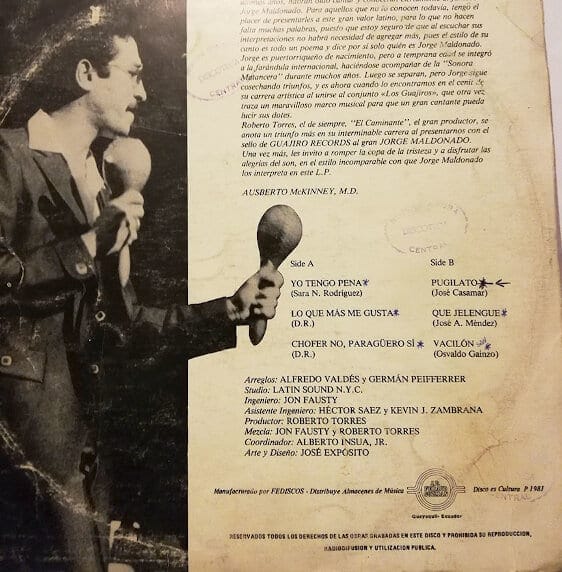 Jorge Maldonado. Para aquellos que no lo conocen todavía, tengo el
placer de presentarles a este gran valor latino, para lo que no hacen
falta muchas palabras, puesto que estoy seguro de que al escuchar sus
interpretaciones no habrá necesidad de agregar más, pues el estilo de su
canto es todo un poema y dice por si solo quién es Jorge Maldonado.
Jorge es puertorriqueño de nacimiento, pero a temprana edad se integró
a la farándula internacional, haciéndose acompañar de la "Sonora
Matancera" durante muchos años. Luego se separan, pero Jorge sigue
cosechando triunfos, y es ahora cuando lo encontramos en el cenit de
su carrera artística al unirse al conjunto «Los Guajiros», que otra vez
traza un maravilloso marco musical para que un gran cantante pueda
lucir sus dotes.
Roberto Torres, el de siempre, "El Caminante", el gran productor, se
anota un triunfo más en su interminable carrera al presentarnos con el
sello de GUAJIRO RECORDS al gran JORGE MALDONADO.
Una vez más, les invito a romper la copa de la tristeza y a disfrutar las
alegrías del son, en el estilo incomparable con que Jorge Maldonado
los interpreta en este L.P.
AUSBERTO McKINNEY, M.D.
CENTRAL
Side A
YO TENGO PENA
(Sara N. Rodríguez)
LO QUE MÁS ME GUSTA
(D.R.)
CHOFER NO, PARAGÜERO SÍ
(D.R.)
Side B
PUGILATO
(José Casamar)
QUE JELENGUE
(José A. Méndez)
VACILÓN
(Osvaldo Gainzo)
Arreglos: ALFREDO VALDÉS y GERMÁN PEIFFERRER
Studio: LATIN SOUND N.Y.C.
Ingeniero: JON FAUSTY
Asistente Ingeniero: HÉCTOR SAEZ y KEVIN J. ZAMBRANA
Productor: ROBERTO TORRES
Mezcla: JON FAUSTY y ROBERTO TORRES
Coordinador: ALBERTO INSUA, JR.
Arte y Diseño: JOSÉ EXPÓSITO
Manufacturado por FEDISCOS - Distribuye Almacenes de Música
Guayaquil - Ecuador
Disco es Cultura P 1981
CENTRAL
RESERVADOS TODOS LOS DERECHOS DE LAS OBRAS GRABADAS EN ESTE DISCO Y PROHIBIDA SU REPRODUCCION,
RADIODIFUSION Y UTILIZACION PUBLICA.